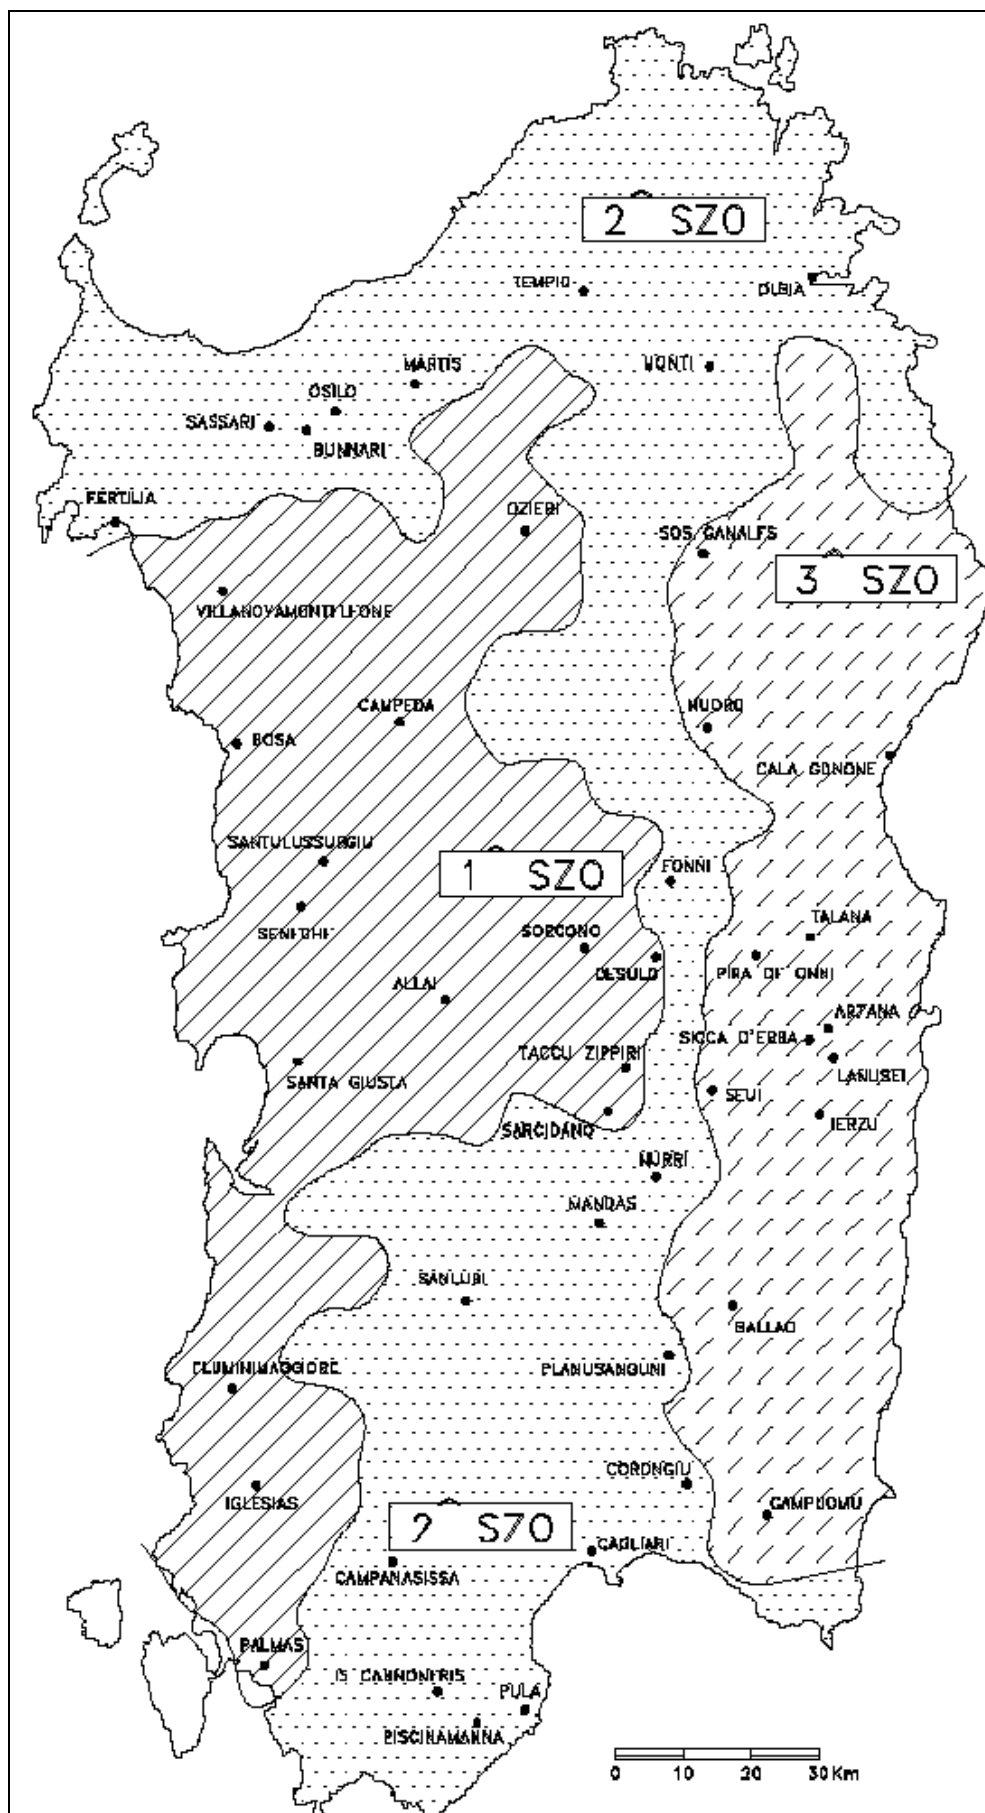 2^ SZO
TEMPIO
OLBIA
MONTI
MARTIS
OSILO
SASSARI
BUNNARI
FERTILIA
OZIERI
SOS CANALES
3^ SZO
VILLANOVAMONTELEONE
CAMPEDA
NUORO
BOSA
CALA GONONE
SANTULUSSURGIU
1^ SZO
FONNI
SENEGHE
SORGONO
TALANA
DESULO
PIRA DE ONNI
ALLAI
ARZANA
SICCA D'ERBA
TACCU ZIPPIRI
LANUSEI
SANTA GIUSTA
SEUI
IERZU
SARCIDANO
NURRI
MANDAS
SANLURI
BALLAO
FLUMINIMAGGIORE
PLANUSANGUNI
CORONGIU
IGLESIAS
CAMPUOMU
2^ SZO
CAGLIARI
CAMPANASISSA
PALMAS
IS CANNONERIS
PULA
PISCINAMANNA
0 10 20 30 Km